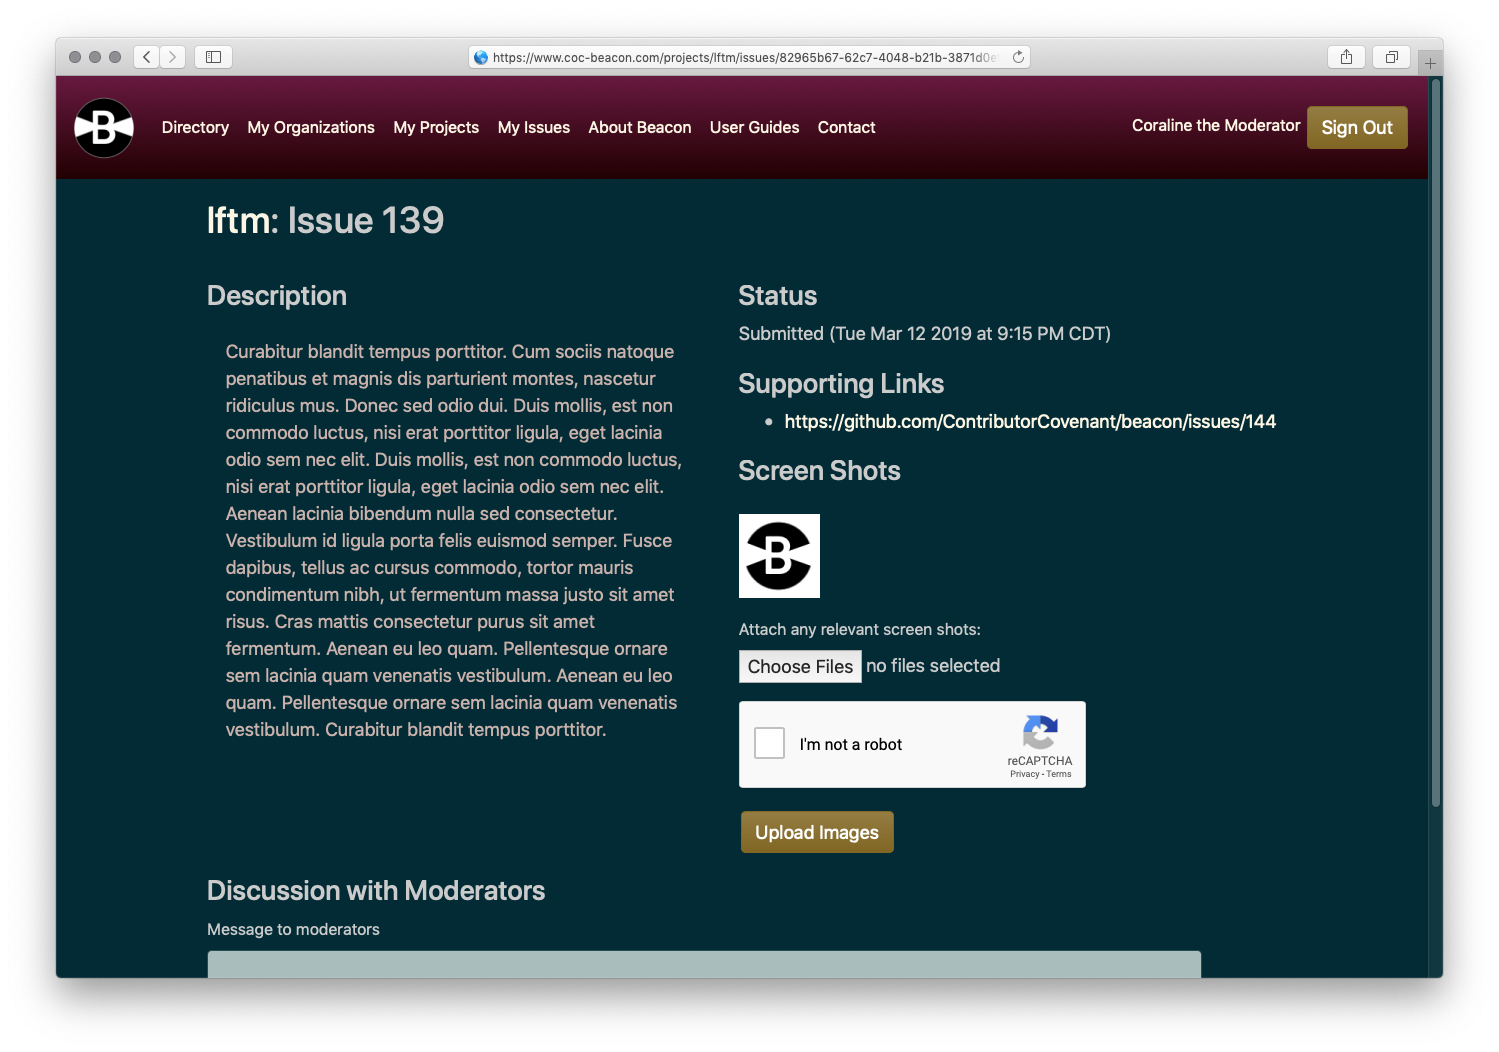 https://www.coc-beacon.com/projects/lftm/issues/82965b67-62c7-4048-b21b-3871d0e
B
Directory
My Organizations
My Projects
My Issues
About Beacon
User Guides
Contact
Coraline the Moderator
Sign Out
lftm: Issue 139
Description
Curabitur blandit tempus porttitor. Cum sociis natoque
penatibus et magnis dis parturient montes, nascetur
ridiculus mus. Donec sed odio dui. Duis mollis, est non
commodo luctus, nisi erat porttitor ligula, eget lacinia
odio sem nec elit. Duis mollis, est non commodo luctus,
nisi erat porttitor ligula, eget lacinia odio sem nec elit.
Aenean lacinia bibendum nulla sed consectetur.
Vestibulum id ligula porta felis euismod semper. Fusce
dapibus, tellus ac cursus commodo, tortor mauris
condimentum nibh, ut fermentum massa justo sit amet
risus. Cras mattis consectetur purus sit amet
fermentum. Aenean eu leo quam. Pellentesque ornare
sem lacinia quam venenatis vestibulum. Aenean eu leo
quam. Pellentesque ornare sem lacinia quam venenatis
vestibulum. Curabitur blandit tempus porttitor.
Status
Submitted (Tue Mar 12 2019 at 9:15 PM CDT)
Supporting Links
• https://github.com/ContributorCovenant/beacon/issues/144
Screen Shots
B
Attach any relevant screen shots:
Choose Files no files selected
I'm not a robot
reCAPTCHA
Privacy - Terms
Upload Images
Discussion with Moderators
Message to moderators